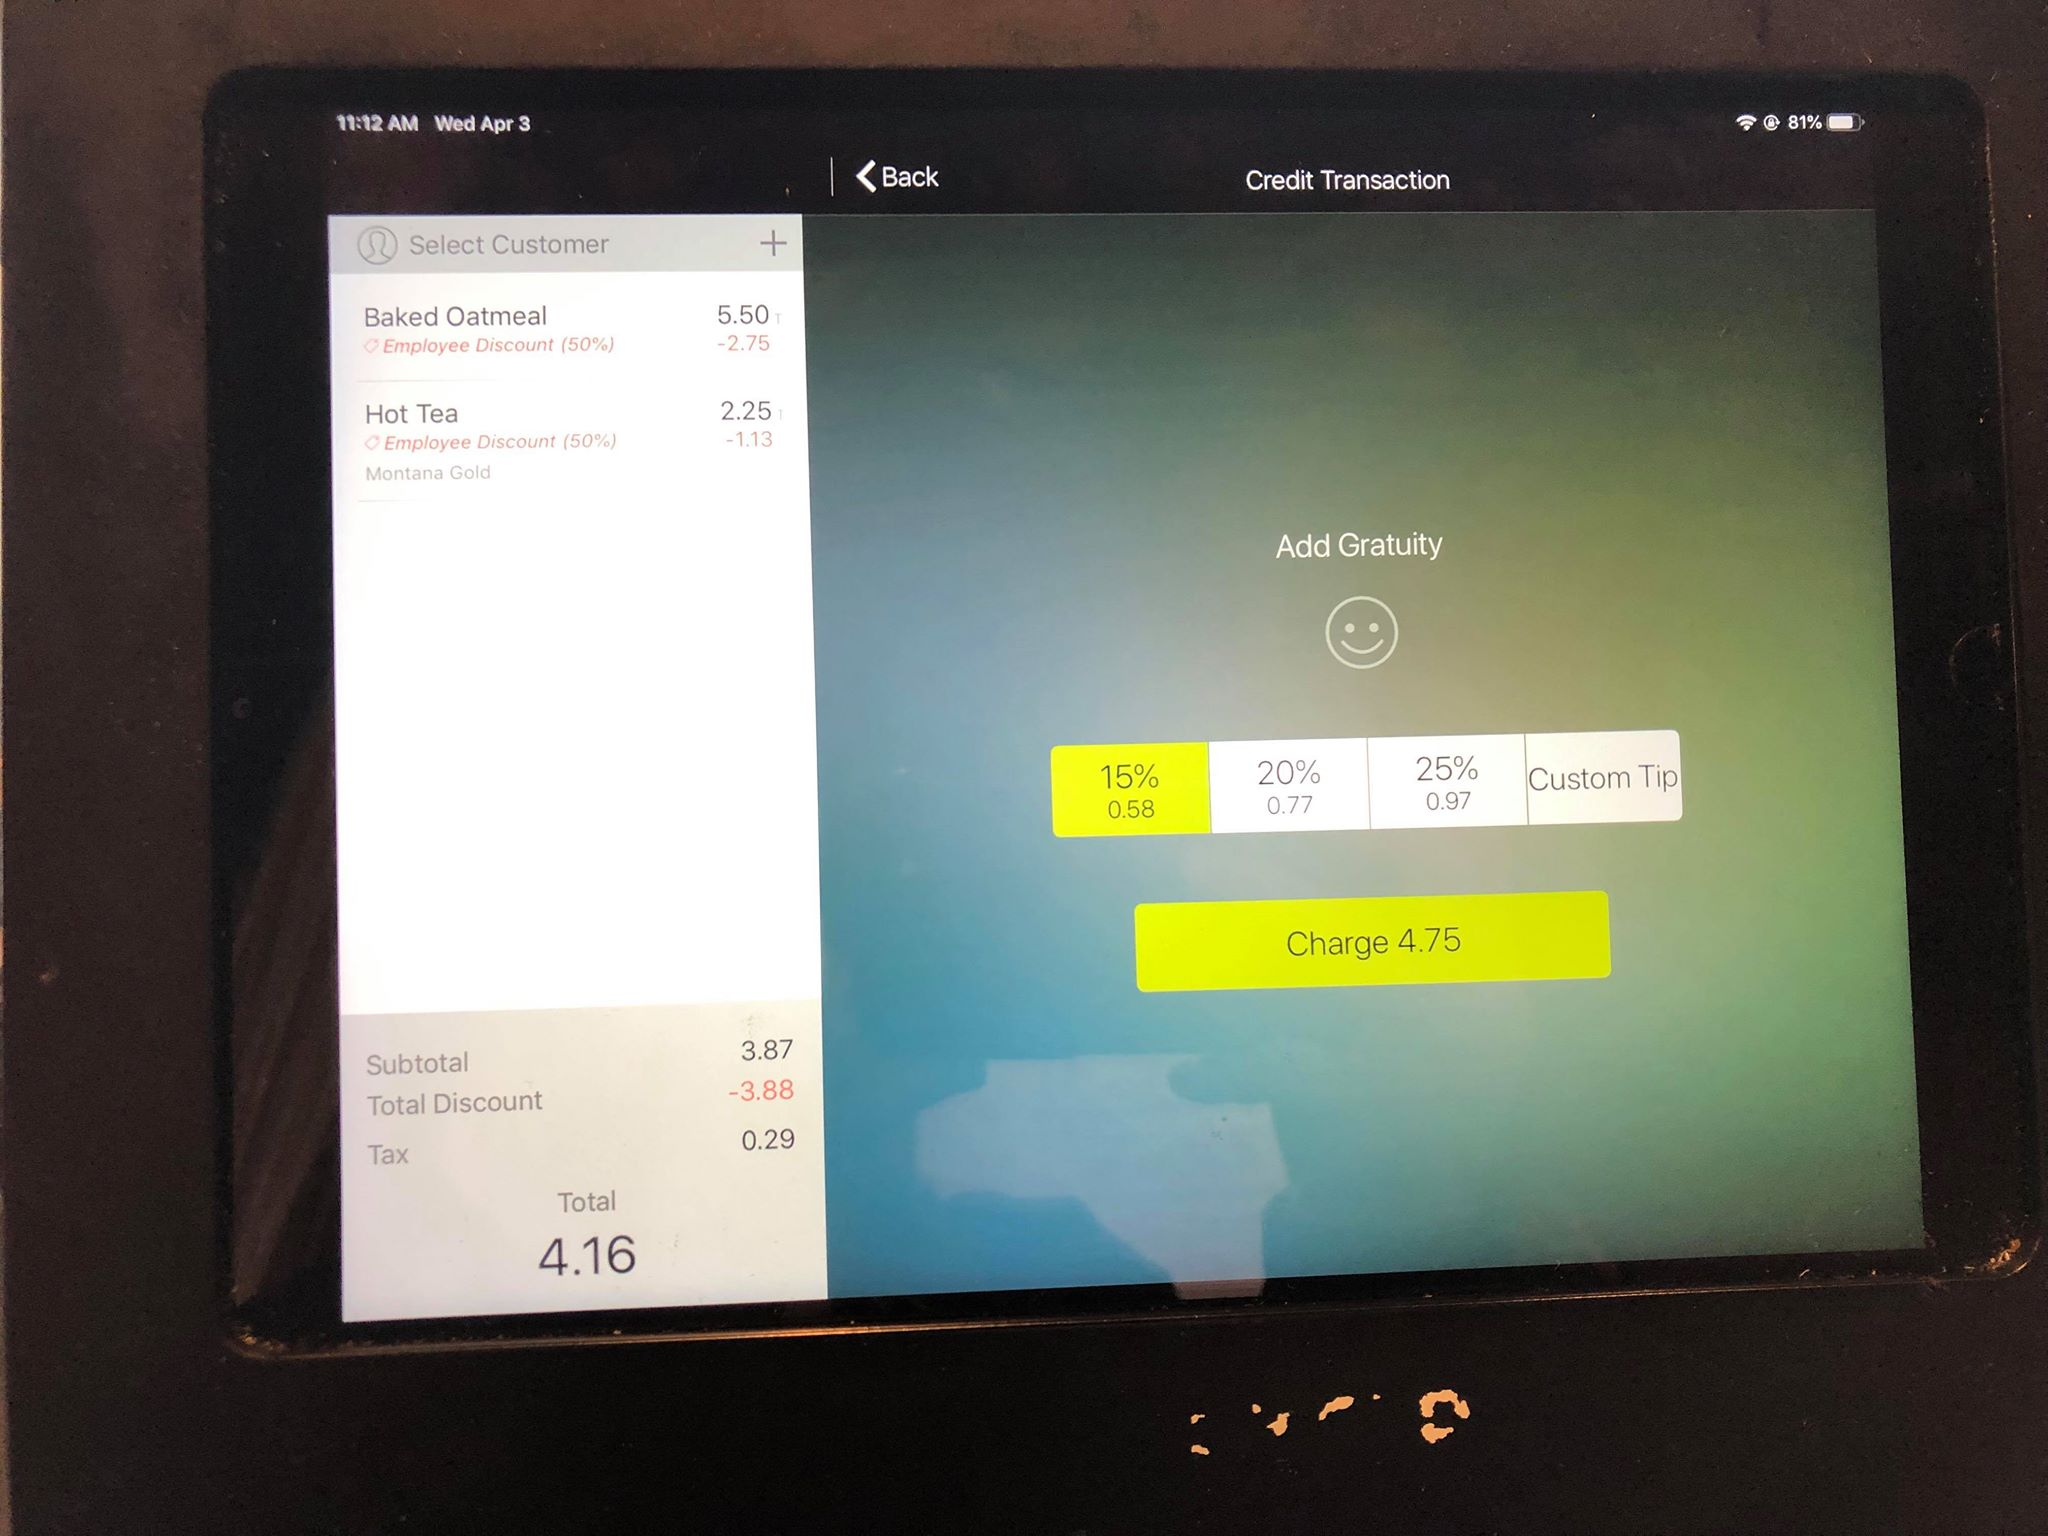 11:12 AM Wed Apr 3
81%
Back
Credit Transaction
Select Customer +
Baked Oatmeal 5.50 T
Employee Discount (50%) -2.75
Hot Tea 2.25 T
Employee Discount (50%) -1.13
Montana Gold
Subtotal 3.87
Total Discount -3.88
Tax 0.29
Total
4.16
Add Gratuity
15% 20% 25% Custom Tip
0.58 0.77 0.97
Charge 4.75